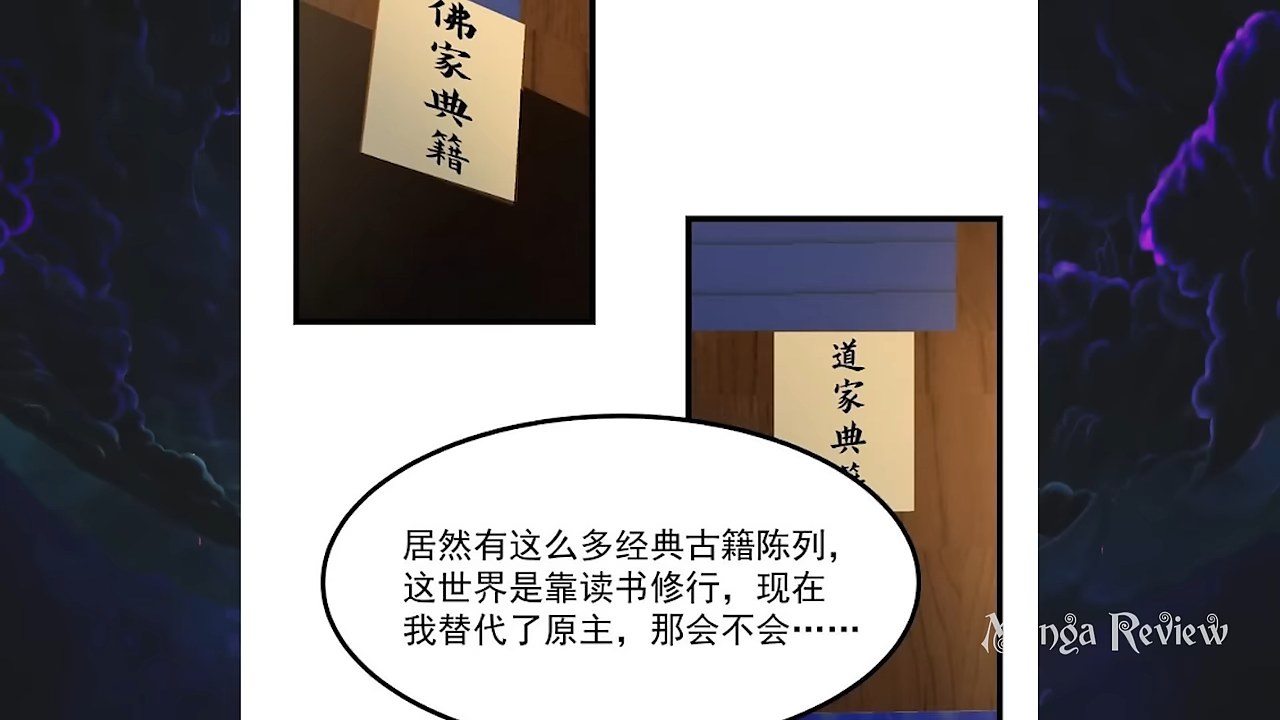 佛家典籍
道家典籍
居然有这么多经典古籍陈列，
这世界是靠读书修行，现在
我替代了原主，那会不会……
Manga Review